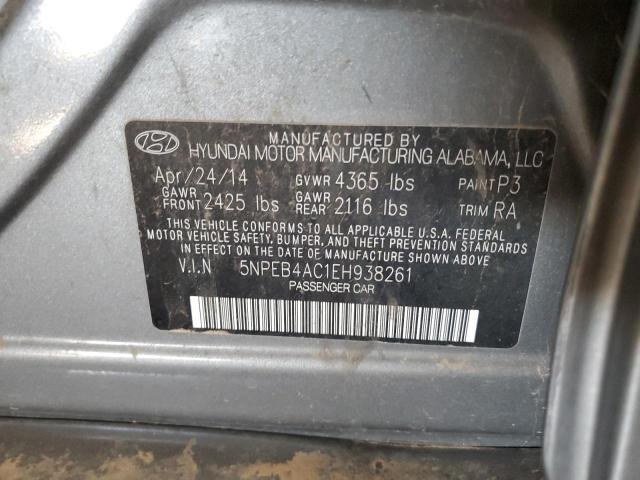 MANUFACTURED BY
HYUNDAI MOTOR MANUFACTURING ALABAMA, LLC
Apr/24/14 GVWR 4365 lbs PAINT P3
GAWR FRONT 2425 lbs GAWR REAR 2116 lbs TRIM RA
THIS VEHICLE CONFORMS TO ALL APPLICABLE U.S.A. FEDERAL
MOTOR VEHICLE SAFETY, BUMPER, AND THEFT PREVENTION STANDARDS
IN EFFECT ON THE DATE OF MANUFACTURE SHOWN ABOVE.
V.I.N 5NPEB4AC1EH938261
PASSENGER CAR